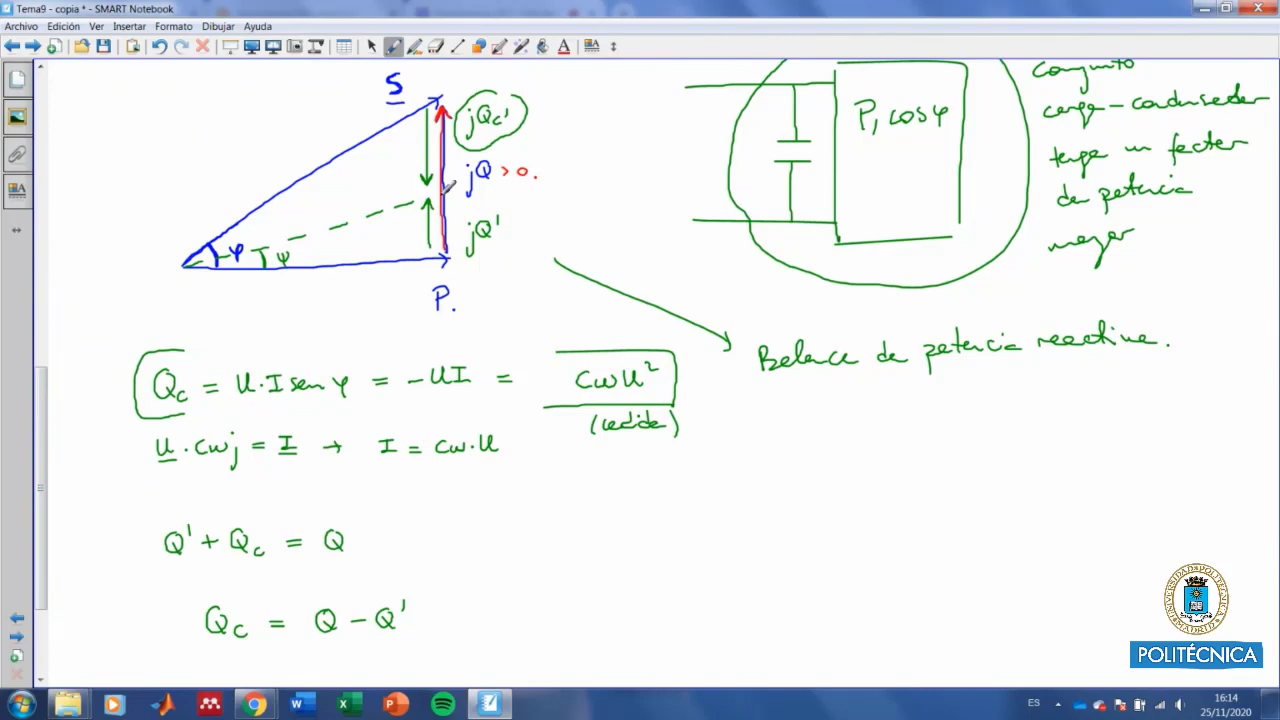 Tema9 - copia * - SMART Notebook
Archivo Edición Ver Insertar Formato Dibujar Ayuda
S
jQc'
jQ > 0.
jQ'
φ
φ'
P.
P, cosφ
Conjunto
carga-condensador
tenga un factor
de potencia
mayor
Balance de potencia reactiva.
Qc = U·I sen φ = -UI = CωU²
(cedida)
U·Cωj = I → I = Cω·U
Q' + Qc = Q
Qc = Q - Q'
POLITÉCNICA
ES
16:14
25/11/2020